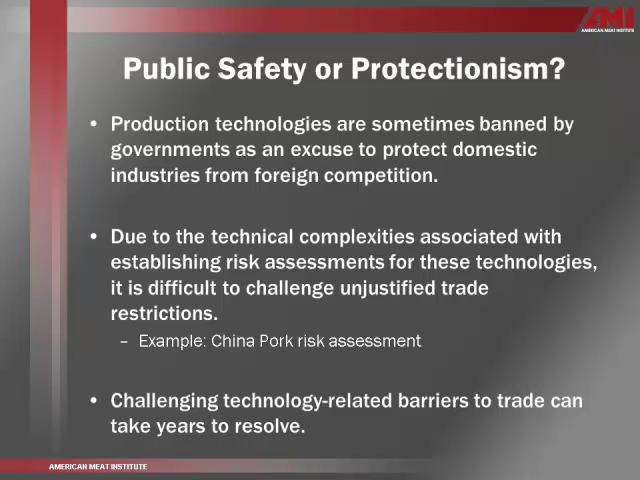 AMI
AMERICAN MEAT INSTITUTE
Public Safety or Protectionism?
• Production technologies are sometimes banned by
governments as an excuse to protect domestic
industries from foreign competition.
• Due to the technical complexities associated with
establishing risk assessments for these technologies,
it is difficult to challenge unjustified trade
restrictions.
– Example: China Pork risk assessment
• Challenging technology-related barriers to trade can
take years to resolve.
AMERICAN MEAT INSTITUTE